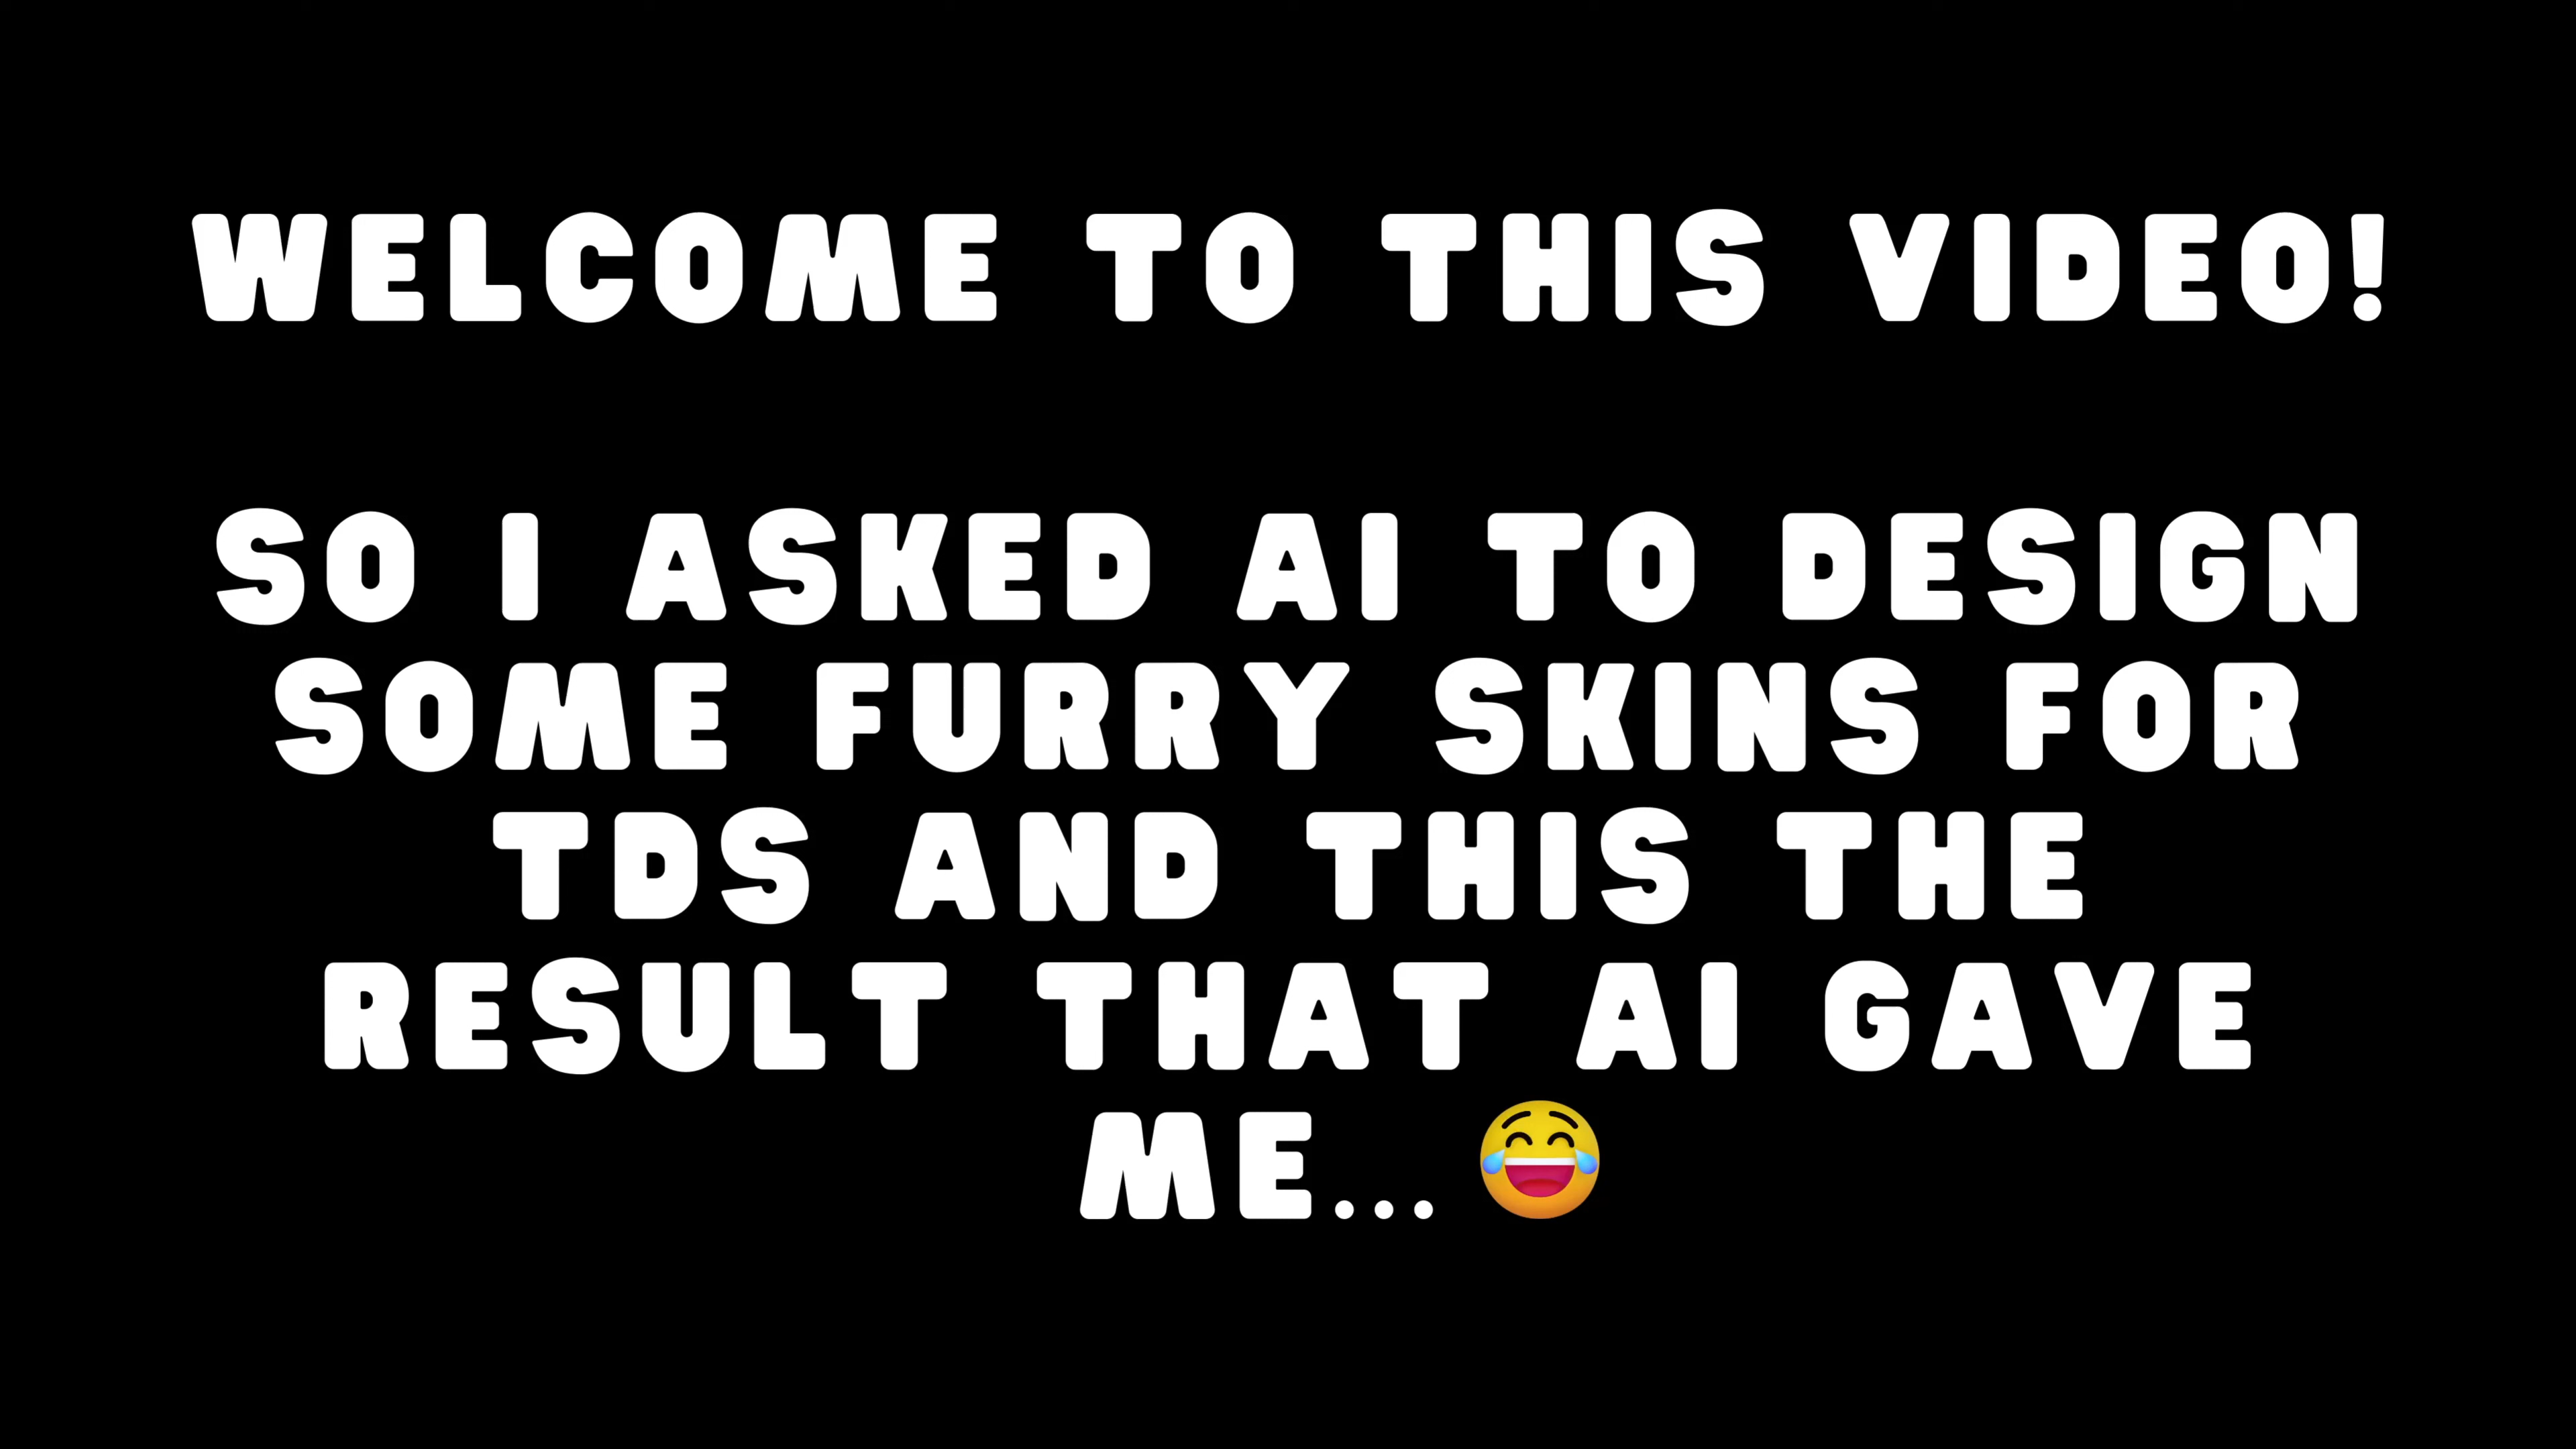 WELCOME TO THIS VIDEO!
SO I ASKED AI TO DESIGN
SOME FURRY SKINS FOR
TDS AND THIS THE
RESULT THAT AI GAVE
ME... 😂